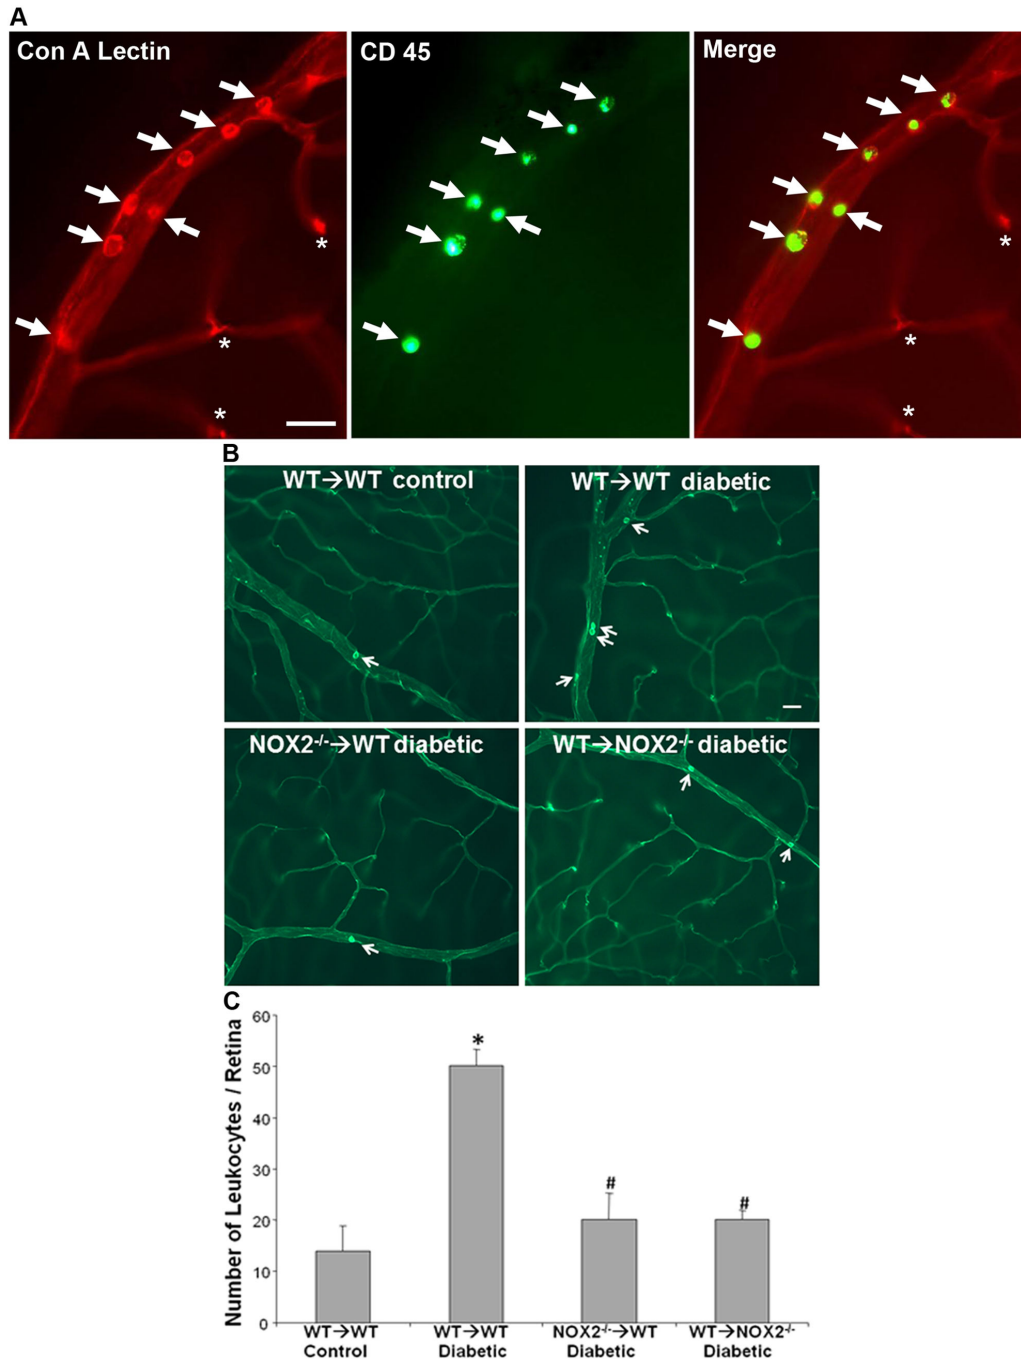 A
Con A Lectin
CD 45
Merge
*
*
*
*
*
*
B
WT→WT control
WT→WT diabetic
NOX2-/-→WT diabetic
WT→NOX2-/- diabetic
C
Number of Leukocytes / Retina
60
50
40
30
20
10
0
*
#
#
WT→WT
Control
WT→WT
Diabetic
NOX2-/-→WT
Diabetic
WT→NOX2-/-
Diabetic